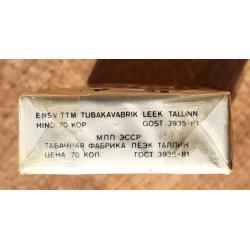 ENSV TTM TUBAKAVABRIK LEEK TALLINN
HIND 70 KOP GOST 3935-81
МПП ЭССР
ТАБАЧНАЯ ФАБРИКА ЛЕЭК ТАЛЛИН
ЦЕНА 70 КОП ГОСТ 3935-81